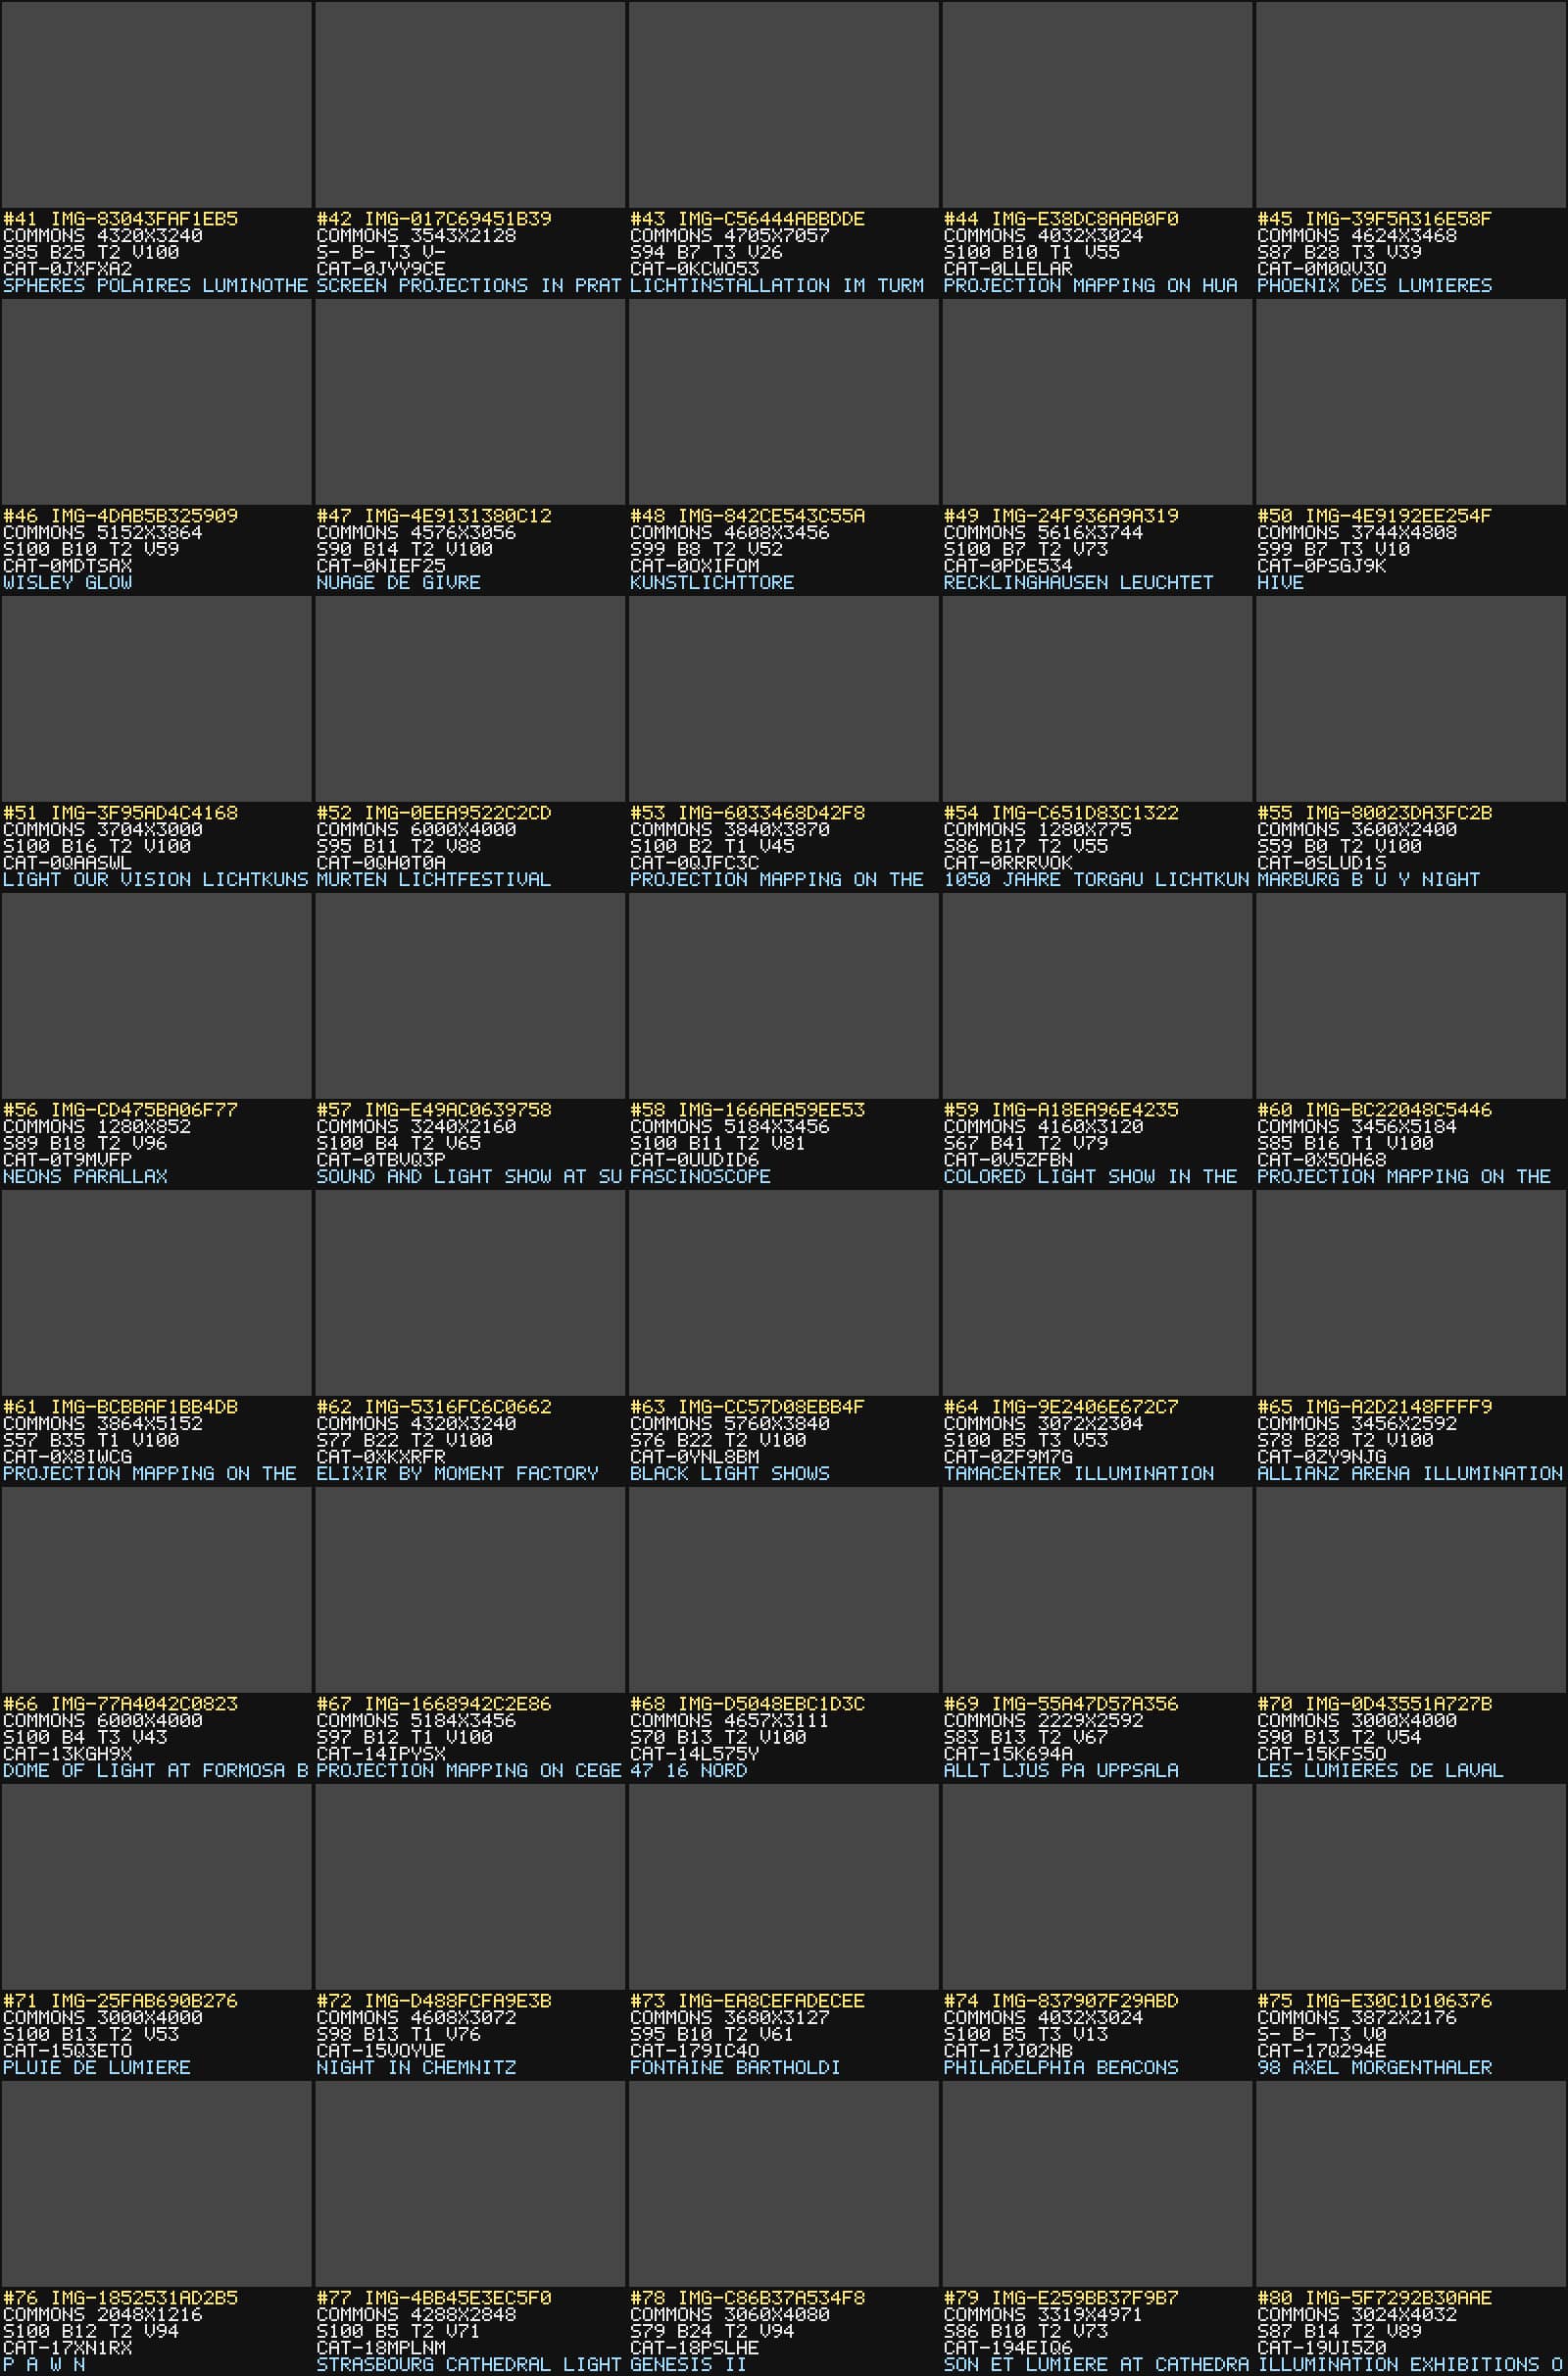 #41 IMG-83043FAF1EB5
COMMONS 4320X3240
S85 B25 T2 V100
CAT-0JXFXA2
SPHERES POLAIRES LUMINOTHE
#42 IMG-017C69451B39
COMMONS 3543X2128
S- B- T3 V-
CAT-0JYY9CE
SCREEN PROJECTIONS IN PRAT
#43 IMG-C56444ABBDDE
COMMONS 4705X7057
S94 B7 T3 V26
CAT-0KCWO53
LICHTINSTALLATION IM TURM
#44 IMG-E38DC8AAB0F0
COMMONS 4032X3024
S100 B10 T1 V55
CAT-0LLELAR
PROJECTION MAPPING ON HUA
#45 IMG-39F5A316E58F
COMMONS 4624X3468
S87 B28 T3 V39
CAT-0M0QV3O
PHOENIX DES LUMIERES
#46 IMG-4DAB5B325909
COMMONS 5152X3864
S100 B10 T2 V59
CAT-0MDTSAX
WISLEY GLOW
#47 IMG-4E9131380C12
COMMONS 4576X3056
S90 B14 T2 V100
CAT-0NIEF25
NUAGE DE GIVRE
#48 IMG-842CE543C55A
COMMONS 4608X3456
S99 B8 T2 V52
CAT-0OXIFOM
KUNSTLICHTTORE
#49 IMG-24F936A9A319
COMMONS 5616X3744
S100 B7 T2 V73
CAT-0PDE534
RECKLINGHAUSEN LEUCHTET
#50 IMG-4E9192EE254F
COMMONS 3744X4808
S99 B7 T3 V10
CAT-0PSGJ9K
HIVE
#51 IMG-3F95AD4C4168
COMMONS 3704X3000
S100 B16 T2 V100
CAT-0QAASWL
LIGHT OUR VISION LICHTKUNS
#52 IMG-0EEA9522C2CD
COMMONS 6000X4000
S95 B11 T2 V88
CAT-0QH0T0A
MURTEN LICHTFESTIVAL
#53 IMG-6033468D42F8
COMMONS 3840X3870
S100 B2 T1 V45
CAT-0QJFC3C
PROJECTION MAPPING ON THE
#54 IMG-C651D83C1322
COMMONS 1280X775
S86 B17 T2 V55
CAT-0RRRVOK
1050 JAHRE TORGAU LICHTKUN
#55 IMG-80023DA3FC2B
COMMONS 3600X2400
S59 B0 T2 V100
CAT-0SLUD1S
MARBURG B U Y NIGHT
#56 IMG-CD475BA06F77
COMMONS 1280X852
S89 B18 T2 V96
CAT-0T9MVFP
NEONS PARALLAX
#57 IMG-E49AC0639758
COMMONS 3240X2160
S100 B4 T2 V65
CAT-0TBVQ3P
SOUND AND LIGHT SHOW AT SU
#58 IMG-166AEA59EE53
COMMONS 5184X3456
S100 B11 T2 V81
CAT-0UUDID6
FASCINOSCOPE
#59 IMG-A18EA96E4235
COMMONS 4160X3120
S67 B41 T2 V79
CAT-0V5ZFBN
COLORED LIGHT SHOW IN THE
#60 IMG-BC22048C5446
COMMONS 3456X5184
S85 B16 T1 V100
CAT-0X5OH68
PROJECTION MAPPING ON THE
#61 IMG-BCBBAF1BB4DB
COMMONS 3864X5152
S57 B35 T1 V100
CAT-0X8IWCG
PROJECTION MAPPING ON THE
#62 IMG-5316FC6C0662
COMMONS 4320X3240
S77 B22 T2 V100
CAT-0XKXRFR
ELIXIR BY MOMENT FACTORY
#63 IMG-CC57D08EBB4F
COMMONS 5760X3840
S76 B22 T2 V100
CAT-0YNL8BM
BLACK LIGHT SHOWS
#64 IMG-9E2406E672C7
COMMONS 3072X2304
S100 B5 T3 V53
CAT-0ZF9M7G
TAMACENTER ILLUMINATION
#65 IMG-A2D2148FFFF9
COMMONS 3456X2592
S78 B28 T2 V100
CAT-0ZY9NJG
ALLIANZ ARENA ILLUMINATION
#66 IMG-77A4042C0823
COMMONS 6000X4000
S100 B4 T3 V43
CAT-13KGH9X
DOME OF LIGHT AT FORMOSA B
#67 IMG-1668942C2E86
COMMONS 5184X3456
S97 B12 T1 V100
CAT-14IPYSX
PROJECTION MAPPING ON CEGE
#68 IMG-D5048EBC1D3C
COMMONS 4657X3111
S70 B13 T2 V100
CAT-14L575Y
47 16 NORD
#69 IMG-55A47D57A356
COMMONS 2229X2592
S83 B13 T2 V67
CAT-15K694A
ALLT LJUS PA UPPSALA
#70 IMG-0D43551A727B
COMMONS 3000X4000
S90 B13 T2 V54
CAT-15KFS5O
LES LUMIERES DE LAVAL
#71 IMG-25FAB690B276
COMMONS 3000X4000
S100 B13 T2 V53
CAT-15Q3ETO
PLUIE DE LUMIERE
#72 IMG-D488FCFA9E3B
COMMONS 4608X3072
S98 B13 T1 V76
CAT-15VOYUE
NIGHT IN CHEMNITZ
#73 IMG-EA8CEFADECEE
COMMONS 3680X3127
S95 B10 T2 V61
CAT-179IC4O
FONTAINE BARTHOLDI
#74 IMG-837907F29ABD
COMMONS 4032X3024
S100 B5 T3 V13
CAT-17J02NB
PHILADELPHIA BEACONS
#75 IMG-E30C1D106376
COMMONS 3872X2176
S- B- T3 V0
CAT-17Q294E
98 AXEL MORGENTHALER
#76 IMG-1852531AD2B5
COMMONS 2048X1216
S100 B12 T2 V94
CAT-17XN1RX
P A W N
#77 IMG-4BB45E3EC5F0
COMMONS 4288X2848
S100 B5 T2 V71
CAT-18MPLNM
STRASBOURG CATHEDRAL LIGHT
#78 IMG-C86B37A534F8
COMMONS 3060X4080
S79 B24 T2 V94
CAT-18PSLHE
GENESIS II
#79 IMG-E259BB37F9B7
COMMONS 3319X4971
S86 B10 T2 V73
CAT-194EIQ6
SON ET LUMIERE AT CATHEDRA
#80 IMG-5F7292B30AAE
COMMONS 3024X4032
S87 B14 T2 V89
CAT-19UI5Z0
ILLUMINATION EXHIBITIONS O